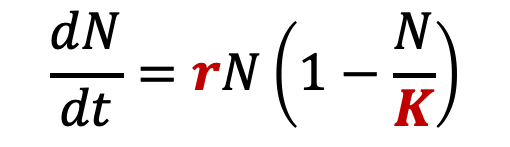 dN/dt = rN (1 − N/K)